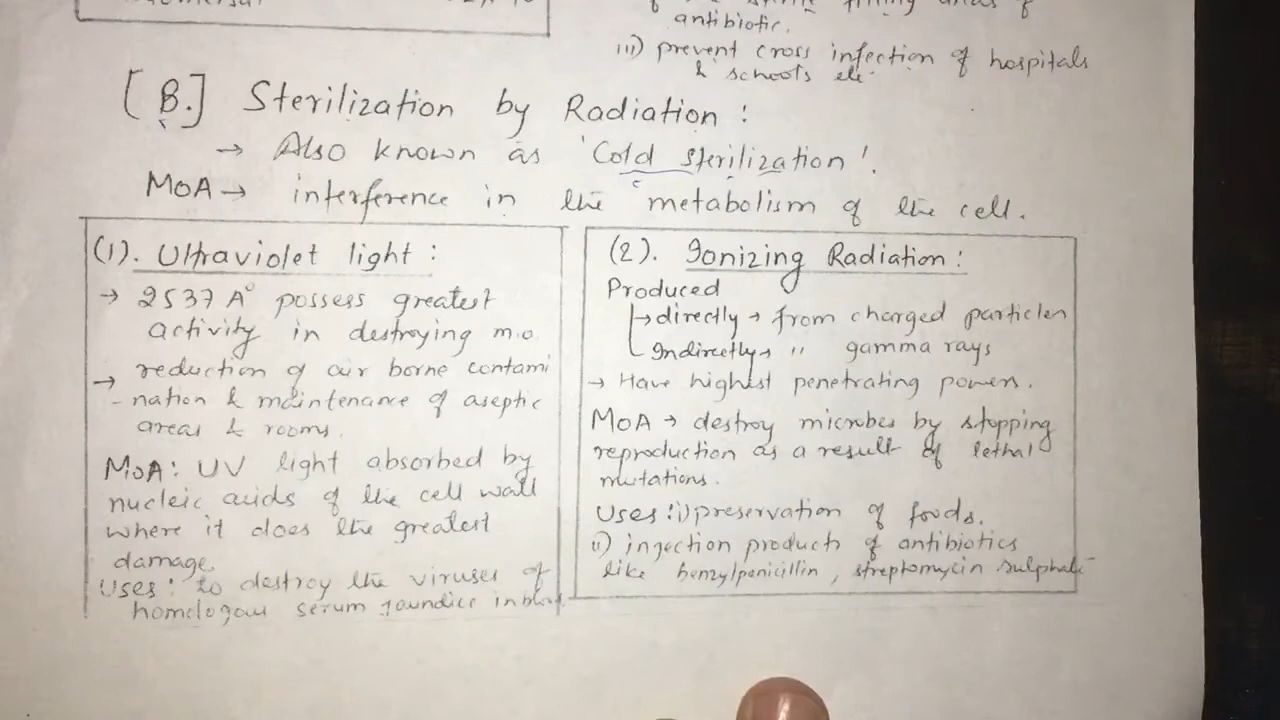 antibiotic.
iii) prevent cross infection of hospitals
& schools etc.
[B.] Sterilization by Radiation :
→ Also known as 'Cold sterilization'.
MOA → interference in the metabolism of the cell.
(1). Ultraviolet light :
→ 2537 A° possess greatest
activity in destroying m.o
→ reduction of air borne contami
-nation & maintenance of aseptic
areas & rooms.
MOA : UV light absorbed by
nucleic acids of the cell wall
where it does the greatest
damage.
Uses : to destroy the viruses of
homologous serum jaundice in
(2). Ionizing Radiation :
Produced
→ directly → from charged particles
Indirectly → " gamma rays
→ Have highest penetrating power.
MOA → destroy microbes by stopping
reproduction as a result of lethal
mutations.
Uses : i) preservation of foods.
ii) injection products of antibiotics
like benzylpenicillin, streptomycin sulphate